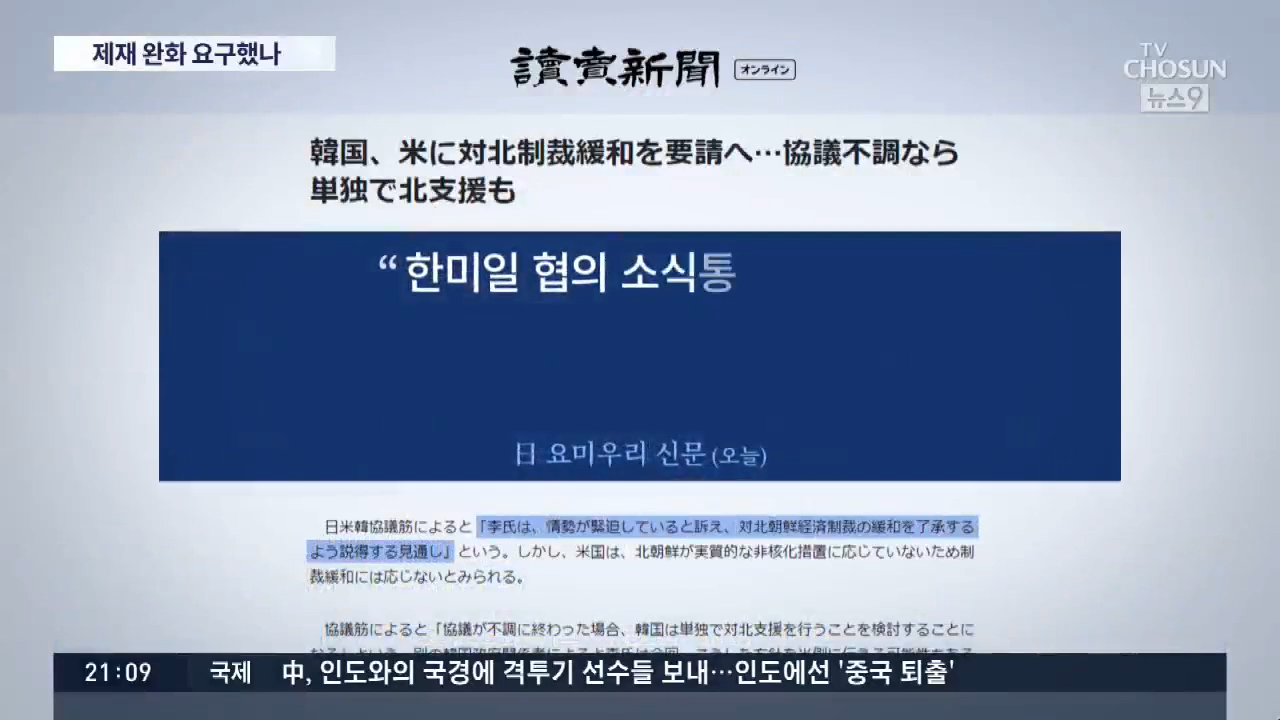 제재 완화 요구했나
讀賣新聞 オンライン
TV
CHOSUN
뉴스9
韓国、米に対北制裁緩和を要請へ…協議不調なら
単独で北支援も
“한미일 협의 소식통
日 요미우리 신문 (오늘)
日米韓協議筋によると「李氏は、情勢が緊迫していると訴え、対北朝鮮経済制裁の緩和を了承する
よう説得する見通し」という。しかし、米国は、北朝鮮が実質的な非核化措置に応じていないため制
裁緩和には応じないとみられる。
協議筋によると「協議が不調に終わった場合、韓国は単独で対北支援を行うことを検討することに
21:09 국제 中, 인도와의 국경에 격투기 선수들 보내…인도에선 '중국 퇴출'